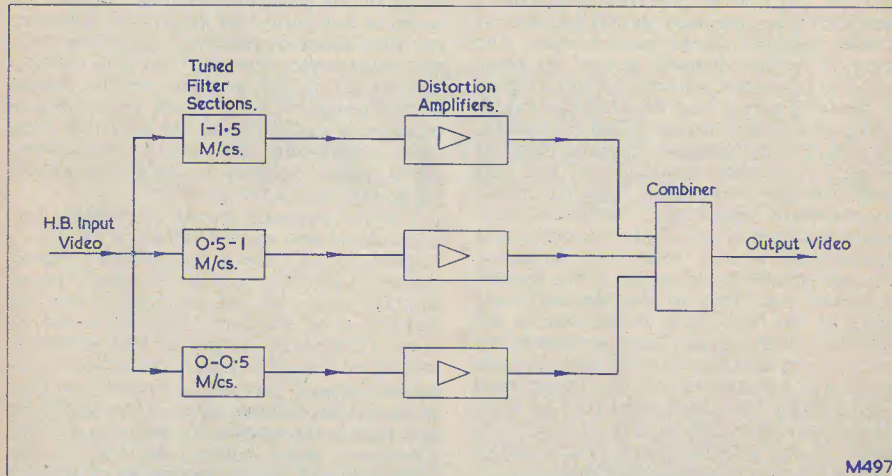 Tuned
Filter
Sections.
Distortion
Amplifiers.
1-1·5
M/cs.
Combiner
H.B. Input
Video
0·5-1
M/cs.
Output Video
0-0·5
M/cs.
M497